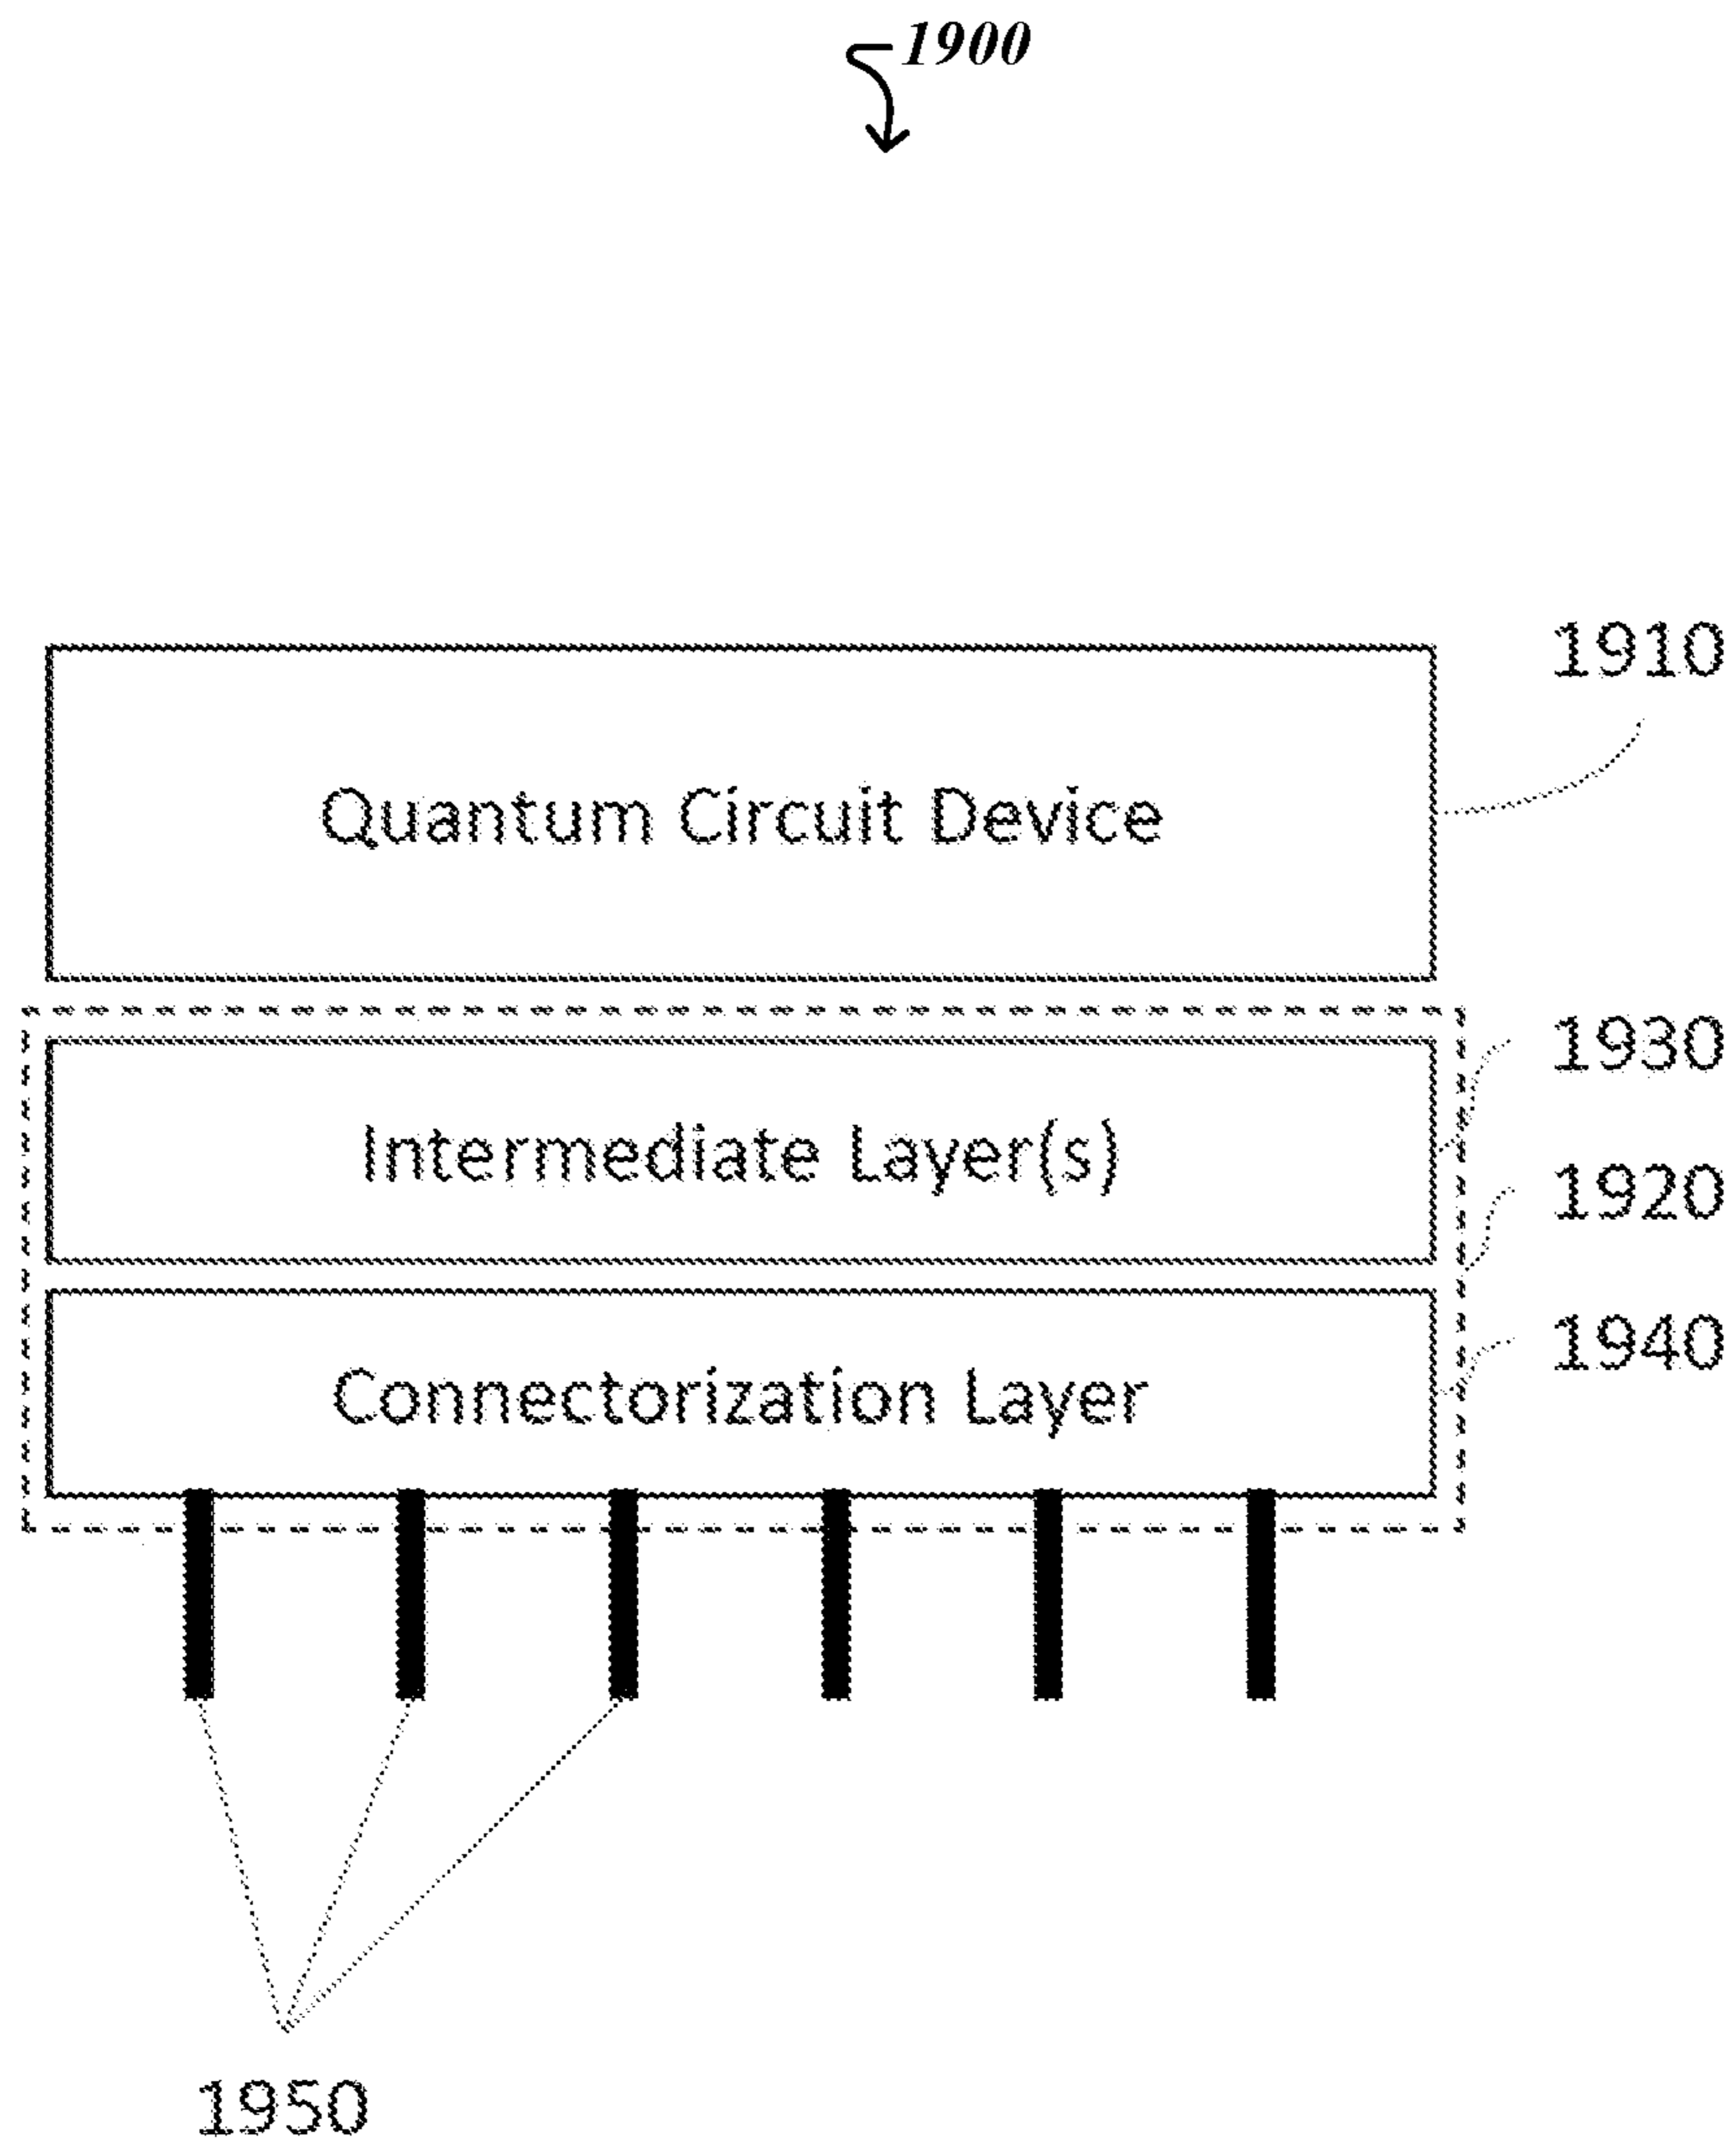 1900
1910
Quantum Circuit Device
1930
Intermediate Layer(s)
1920
1940
Connectorization Layer
1950